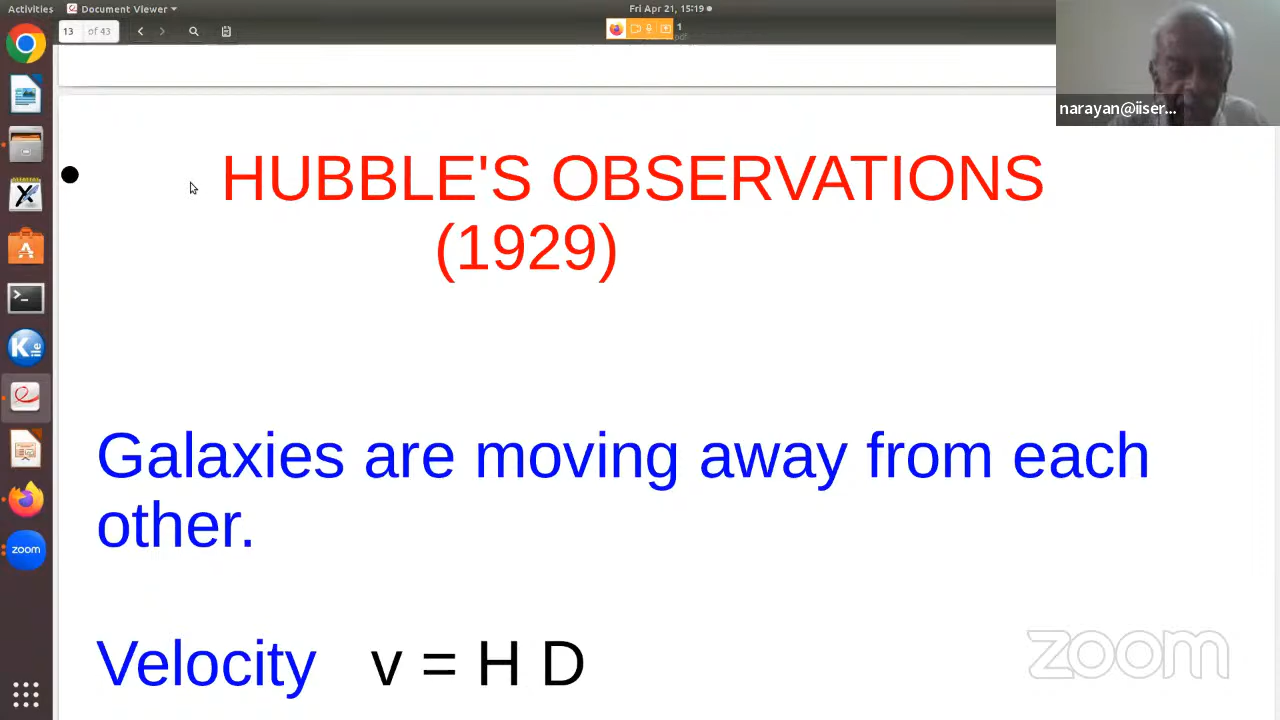 Activities Document Viewer Fri Apr 21, 15:19
13 of 43 1
narayan@iiser...
• HUBBLE'S OBSERVATIONS
(1929)
Galaxies are moving away from each
other.
Velocity v = H D
zoom
zoom